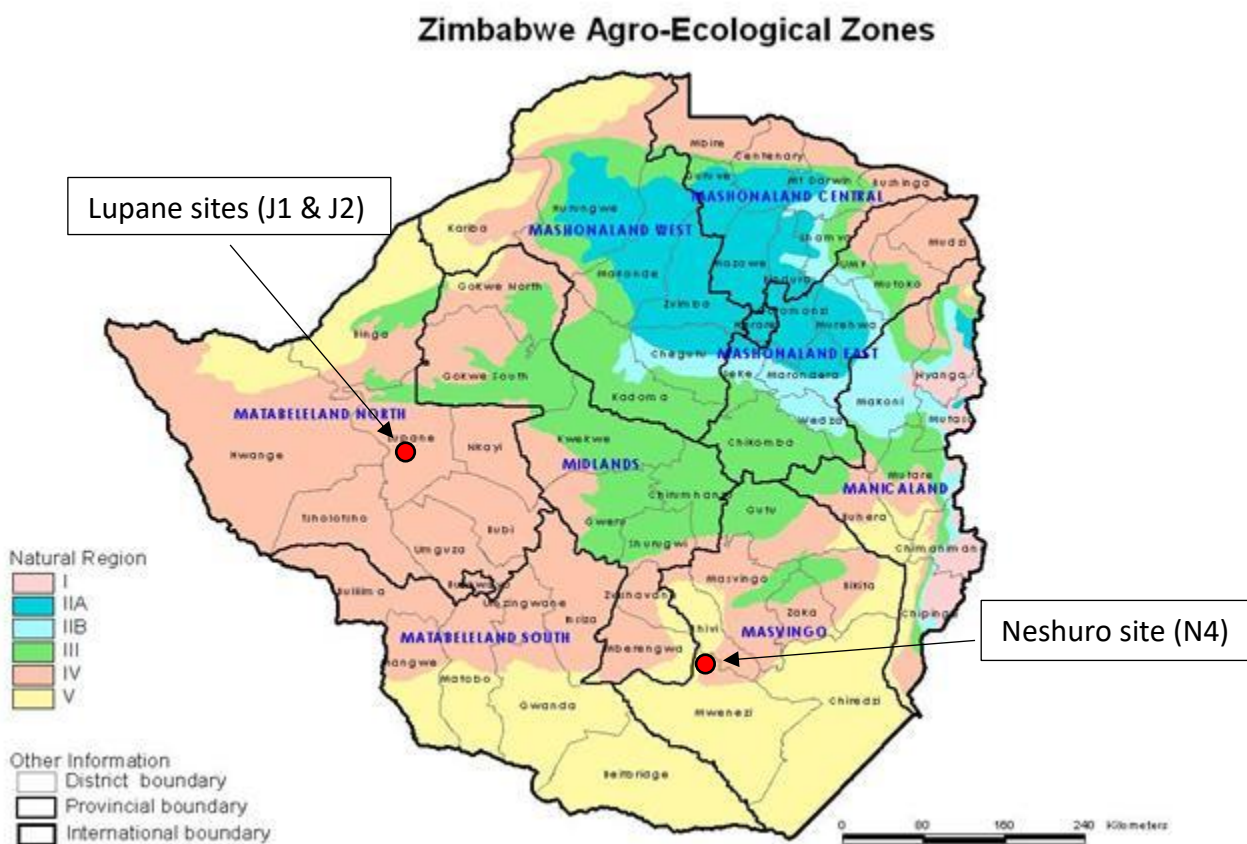 Zimbabwe Agro-Ecological Zones
Lupane sites (J1 & J2)
Mbire
Centenary
Guruve
Mt Darwin
Rushinga
MASHONALAND CENTRAL
Hurungwe
MASHONALAND WEST
Kariba
Shamva
Mudzi
Makonde
Mazowe
Bindura
UMP
Mutoko
Gokwe North
Zvimba
Goromonzi
Harare
Murehwa
Binga
Chegutu
MASHONALAND EAST
Seke
Marondera
Nyanga
Gokwe South
Kadoma
Makoni
MATABELELAND NORTH
Wedza
Mutasa
Lupane
Nkayi
Kwekwe
Chikomba
Hwange
MIDLANDS
Mutare
MANICALAND
Chirumhanzu
Gutu
Buhera
Tsholotsho
Bubi
Gweru
Shurugwi
Chimanimani
Umguza
Natural Region
I
IIA
IIB
III
IV
V
Bulilima
Bulawayo
Umzingwane
Zvishavane
Masvingo
Bikita
Insiza
Zaka
Chipinge
MATABELELAND SOUTH
Chivi
MASVINGO
Neshuro site (N4)
Mberengwa
Mangwe
Matobo
Gwanda
Chiredzi
Mwenezi
Beitbridge
Other Information
District boundary
Provincial boundary
International boundary
0 80 160 240 Kilometers